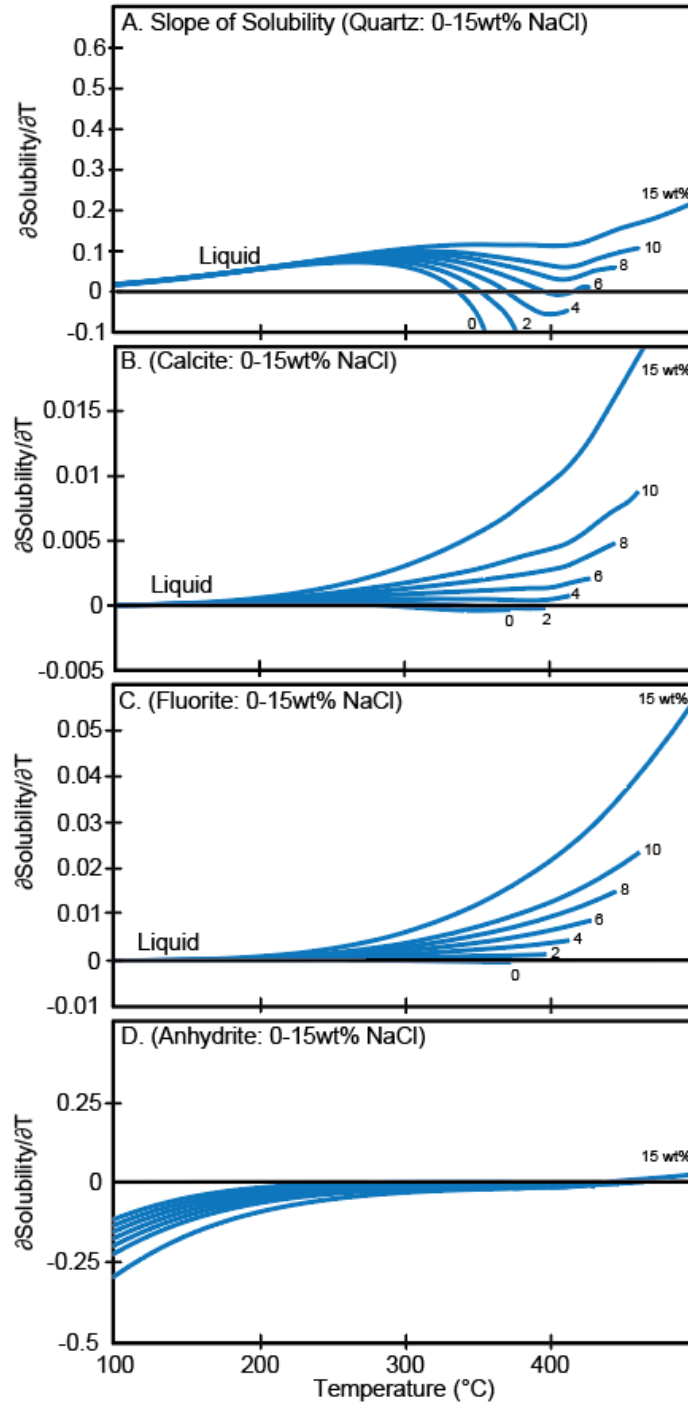 A. Slope of Solubility (Quartz: 0-15wt% NaCl)
0.6
0.5
0.4
0.3
0.2
0.1
0
-0.1
∂Solubility/∂T
Liquid
15 wt%
10
8
6
4
2
0
B. (Calcite: 0-15wt% NaCl)
0.015
0.01
0.005
0
-0.005
∂Solubility/∂T
Liquid
15 wt%
10
8
6
4
2
0
C. (Fluorite: 0-15wt% NaCl)
0.05
0.04
0.03
0.02
0.01
0
-0.01
∂Solubility/∂T
Liquid
15 wt%
10
8
6
4
2
0
D. (Anhydrite: 0-15wt% NaCl)
0.25
0
-0.25
-0.5
∂Solubility/∂T
15 wt%
100 200 300 400
Temperature (°C)